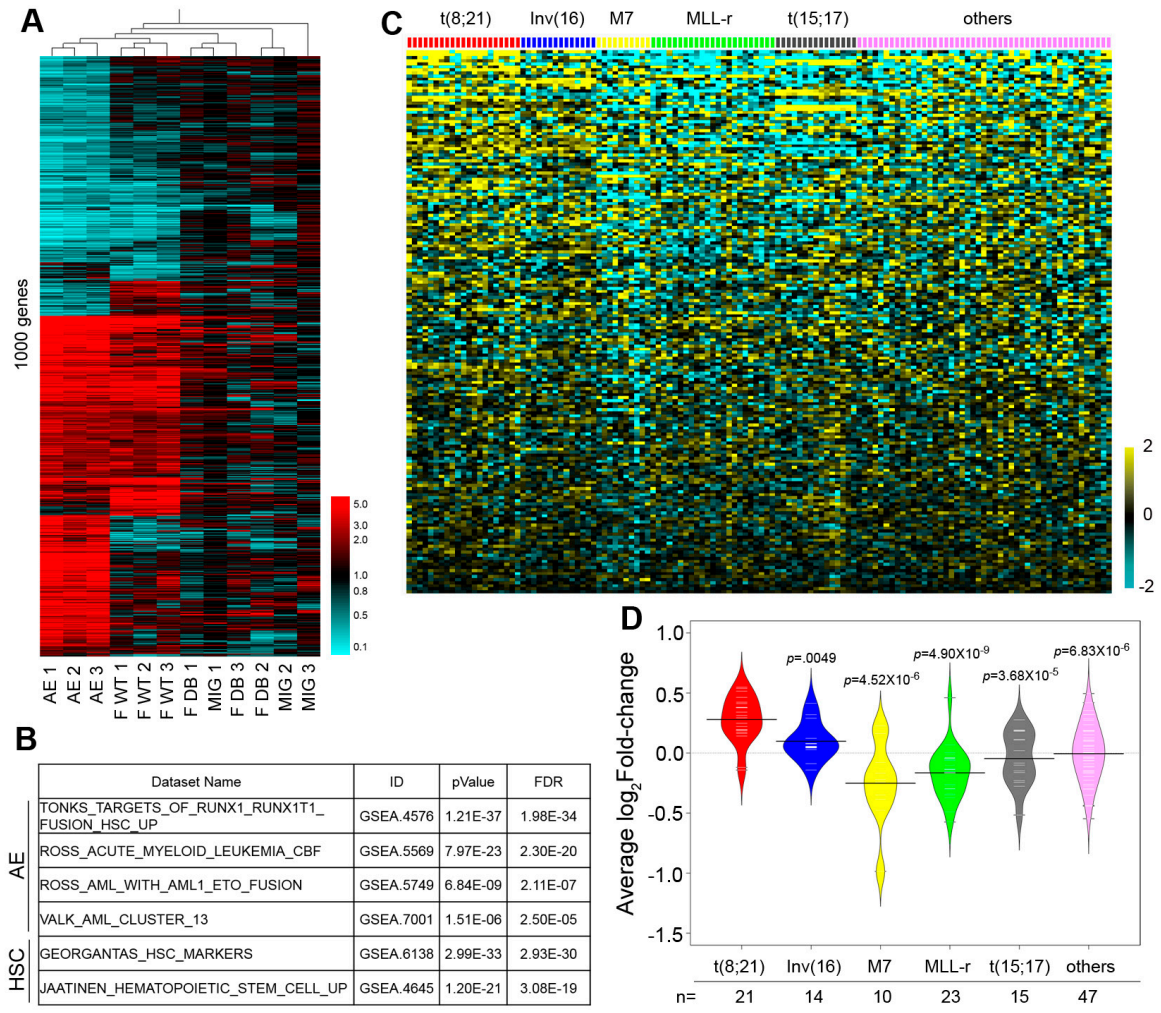 A
1000 genes
AE 1
AE 2
AE 3
F WT 1
F WT 2
F WT 3
F DB 1
MIG 1
F DB 3
F DB 2
MIG 2
MIG 3
5.0
3.0
2.0
1.0
0.8
0.5
0.1
B
Dataset Name ID pValue FDR
AE
TONKS_TARGETS_OF_RUNX1_RUNX1T1_
FUSION_HSC_UP GSEA.4576 1.21E-37 1.98E-34
ROSS_ACUTE_MYELOID_LEUKEMIA_CBF GSEA.5569 7.97E-23 2.30E-20
ROSS_AML_WITH_AML1_ETO_FUSION GSEA.5749 6.84E-09 2.11E-07
VALK_AML_CLUSTER_13 GSEA.7001 1.51E-06 2.50E-05
HSC
GEORGANTAS_HSC_MARKERS GSEA.6138 2.99E-33 2.93E-30
JAATINEN_HEMATOPOIETIC_STEM_CELL_UP GSEA.4645 1.20E-21 3.08E-19
C
t(8;21) Inv(16) M7 MLL-r t(15;17) others
2
0
-2
D
Average log2Fold-change
1.0
0.5
0.0
-0.5
-1.0
-1.5
p=.0049
p=4.52X10-6
p=4.90X10-9
p=3.68X10-5
p=6.83X10-6
t(8;21) Inv(16) M7 MLL-r t(15;17) others
n= 21 14 10 23 15 47